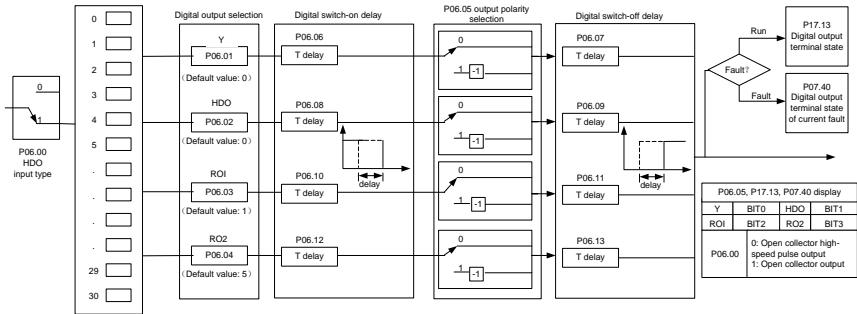 0
1
2
3
4
5
.
.
.
.
29
30
0
1
P06.00
HDO
input type
Digital output selection
Y
P06.01
(Default value: 0)
HDO
P06.02
(Default value: 0)
ROI
P06.03
(Default value: 1)
RO2
P06.04
(Default value: 5)
Digital switch-on delay
P06.06
T delay
P06.08
T delay
delay
P06.10
T delay
P06.12
T delay
P06.05 output polarity
selection
0
1
-1
0
1
-1
0
1
-1
0
1
-1
Digital switch-off delay
P06.07
T delay
P06.09
T delay
delay
P06.11
T delay
P06.13
T delay
Run
Fault?
Fault
P17.13
Digital output
terminal state
P07.40
Digital output
terminal state
of current fault
P06.05, P17.13, P07.40 display
Y BIT0 HDO BIT1
ROI BIT2 RO2 BIT3
P06.00
0: Open collector high-
speed pulse output
1: Open collector output